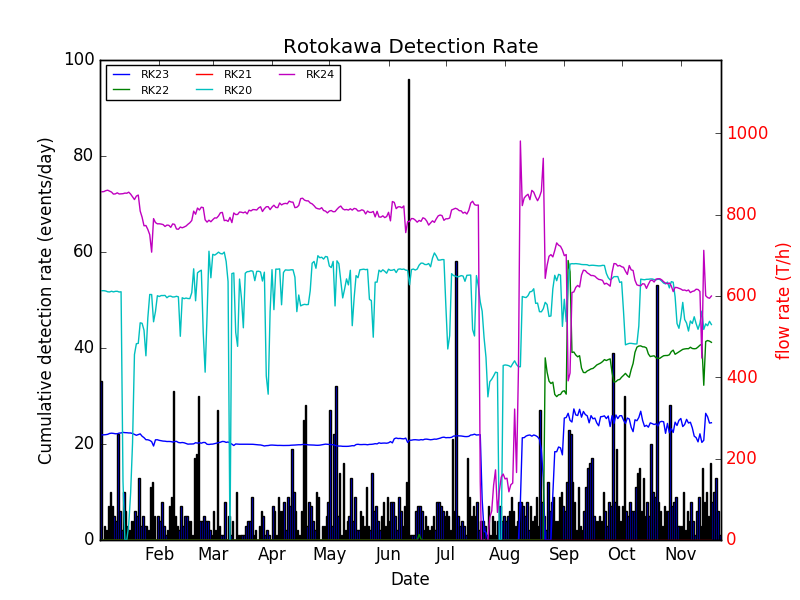 Rotokawa Detection Rate
RK23 RK21 RK24
RK22 RK20
Cumulative detection rate (events/day)
100
80
60
40
20
0
1000
800
600
400
200
0
flow rate (T/h)
Feb Mar Apr May Jun Jul Aug Sep Oct Nov
Date